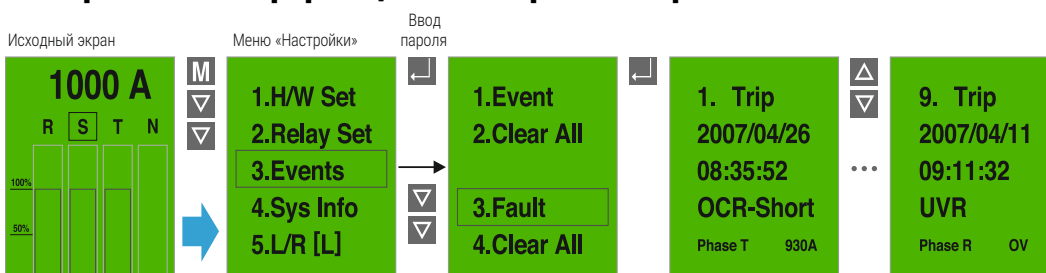 Исходный экран
1000 A
R S T N
100%
50%
M
Меню «Настройки»
1.H/W Set
2.Relay Set
3.Events
4.Sys Info
5.L/R [L]
Ввод
пароля
1.Event
2.Clear All
3.Fault
4.Clear All
1. Trip
2007/04/26
08:35:52
OCR-Short
Phase T 930A
...
9. Trip
2007/04/11
09:11:32
UVR
Phase R OV